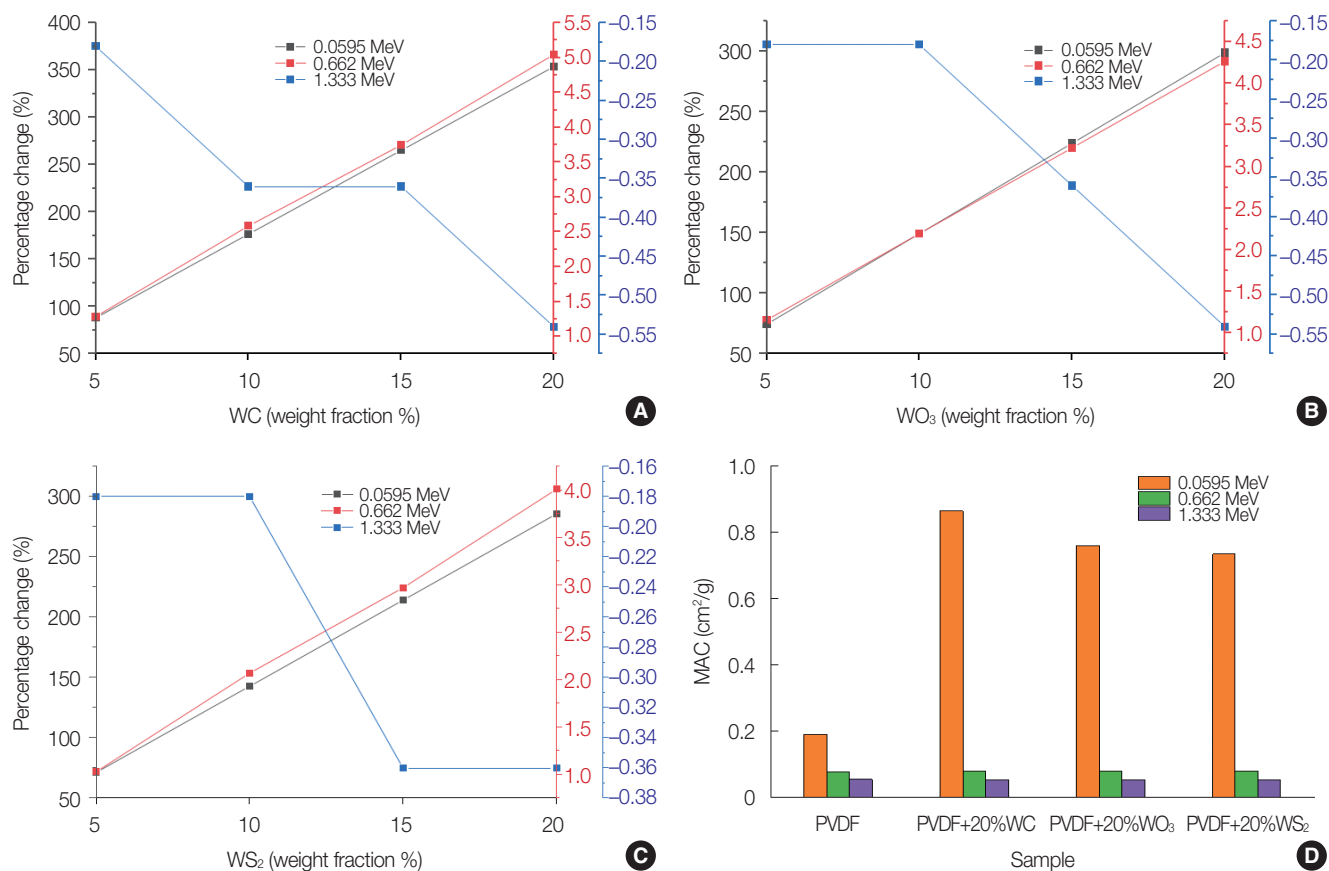 400
350
300
250
200
150
100
50
Percentage change (%)
0.0595 MeV
0.662 MeV
1.333 MeV
5.5
5.0
4.5
4.0
3.5
3.0
2.5
2.0
1.5
1.0
–0.15
–0.20
–0.25
–0.30
–0.35
–0.40
–0.45
–0.50
–0.55
5 10 15 20
WC (weight fraction %)
A
300
250
200
150
100
50
Percentage change (%)
0.0595 MeV
0.662 MeV
1.333 MeV
4.5
4.0
3.5
3.0
2.5
2.0
1.5
1.0
–0.15
–0.20
–0.25
–0.30
–0.35
–0.40
–0.45
–0.50
–0.55
5 10 15 20
WO₃ (weight fraction %)
B
300
250
200
150
100
50
Percentage change (%)
0.0595 MeV
0.662 MeV
1.333 MeV
4.0
3.5
3.0
2.5
2.0
1.5
1.0
–0.16
–0.18
–0.20
–0.22
–0.24
–0.26
–0.28
–0.30
–0.32
–0.34
–0.36
–0.38
5 10 15 20
WS₂ (weight fraction %)
C
1.0
0.8
0.6
0.4
0.2
0
MAC (cm²/g)
0.0595 MeV
0.662 MeV
1.333 MeV
PVDF PVDF+20%WC PVDF+20%WO₃ PVDF+20%WS₂
Sample
D